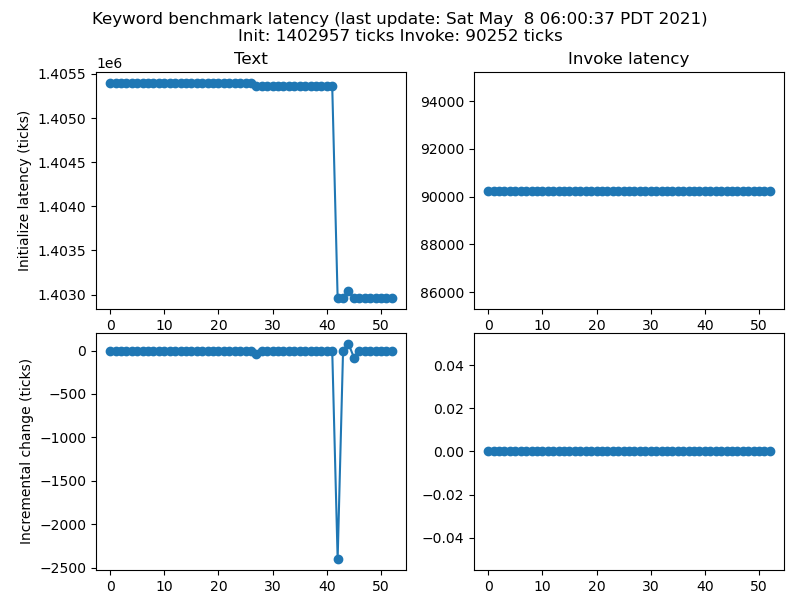 Keyword benchmark latency (last update: Sat May  8 06:00:37 PDT 2021)
Init: 1402957 ticks Invoke: 90252 ticks
Text
Invoke latency
1e6
Initialize latency (ticks)
1.4055
1.4050
1.4045
1.4040
1.4035
1.4030
0 10 20 30 40 50
94000
92000
90000
88000
86000
0 10 20 30 40 50
Incremental change (ticks)
0
−500
−1000
−1500
−2000
−2500
0 10 20 30 40 50
0.04
0.02
0.00
−0.02
−0.04
0 10 20 30 40 50